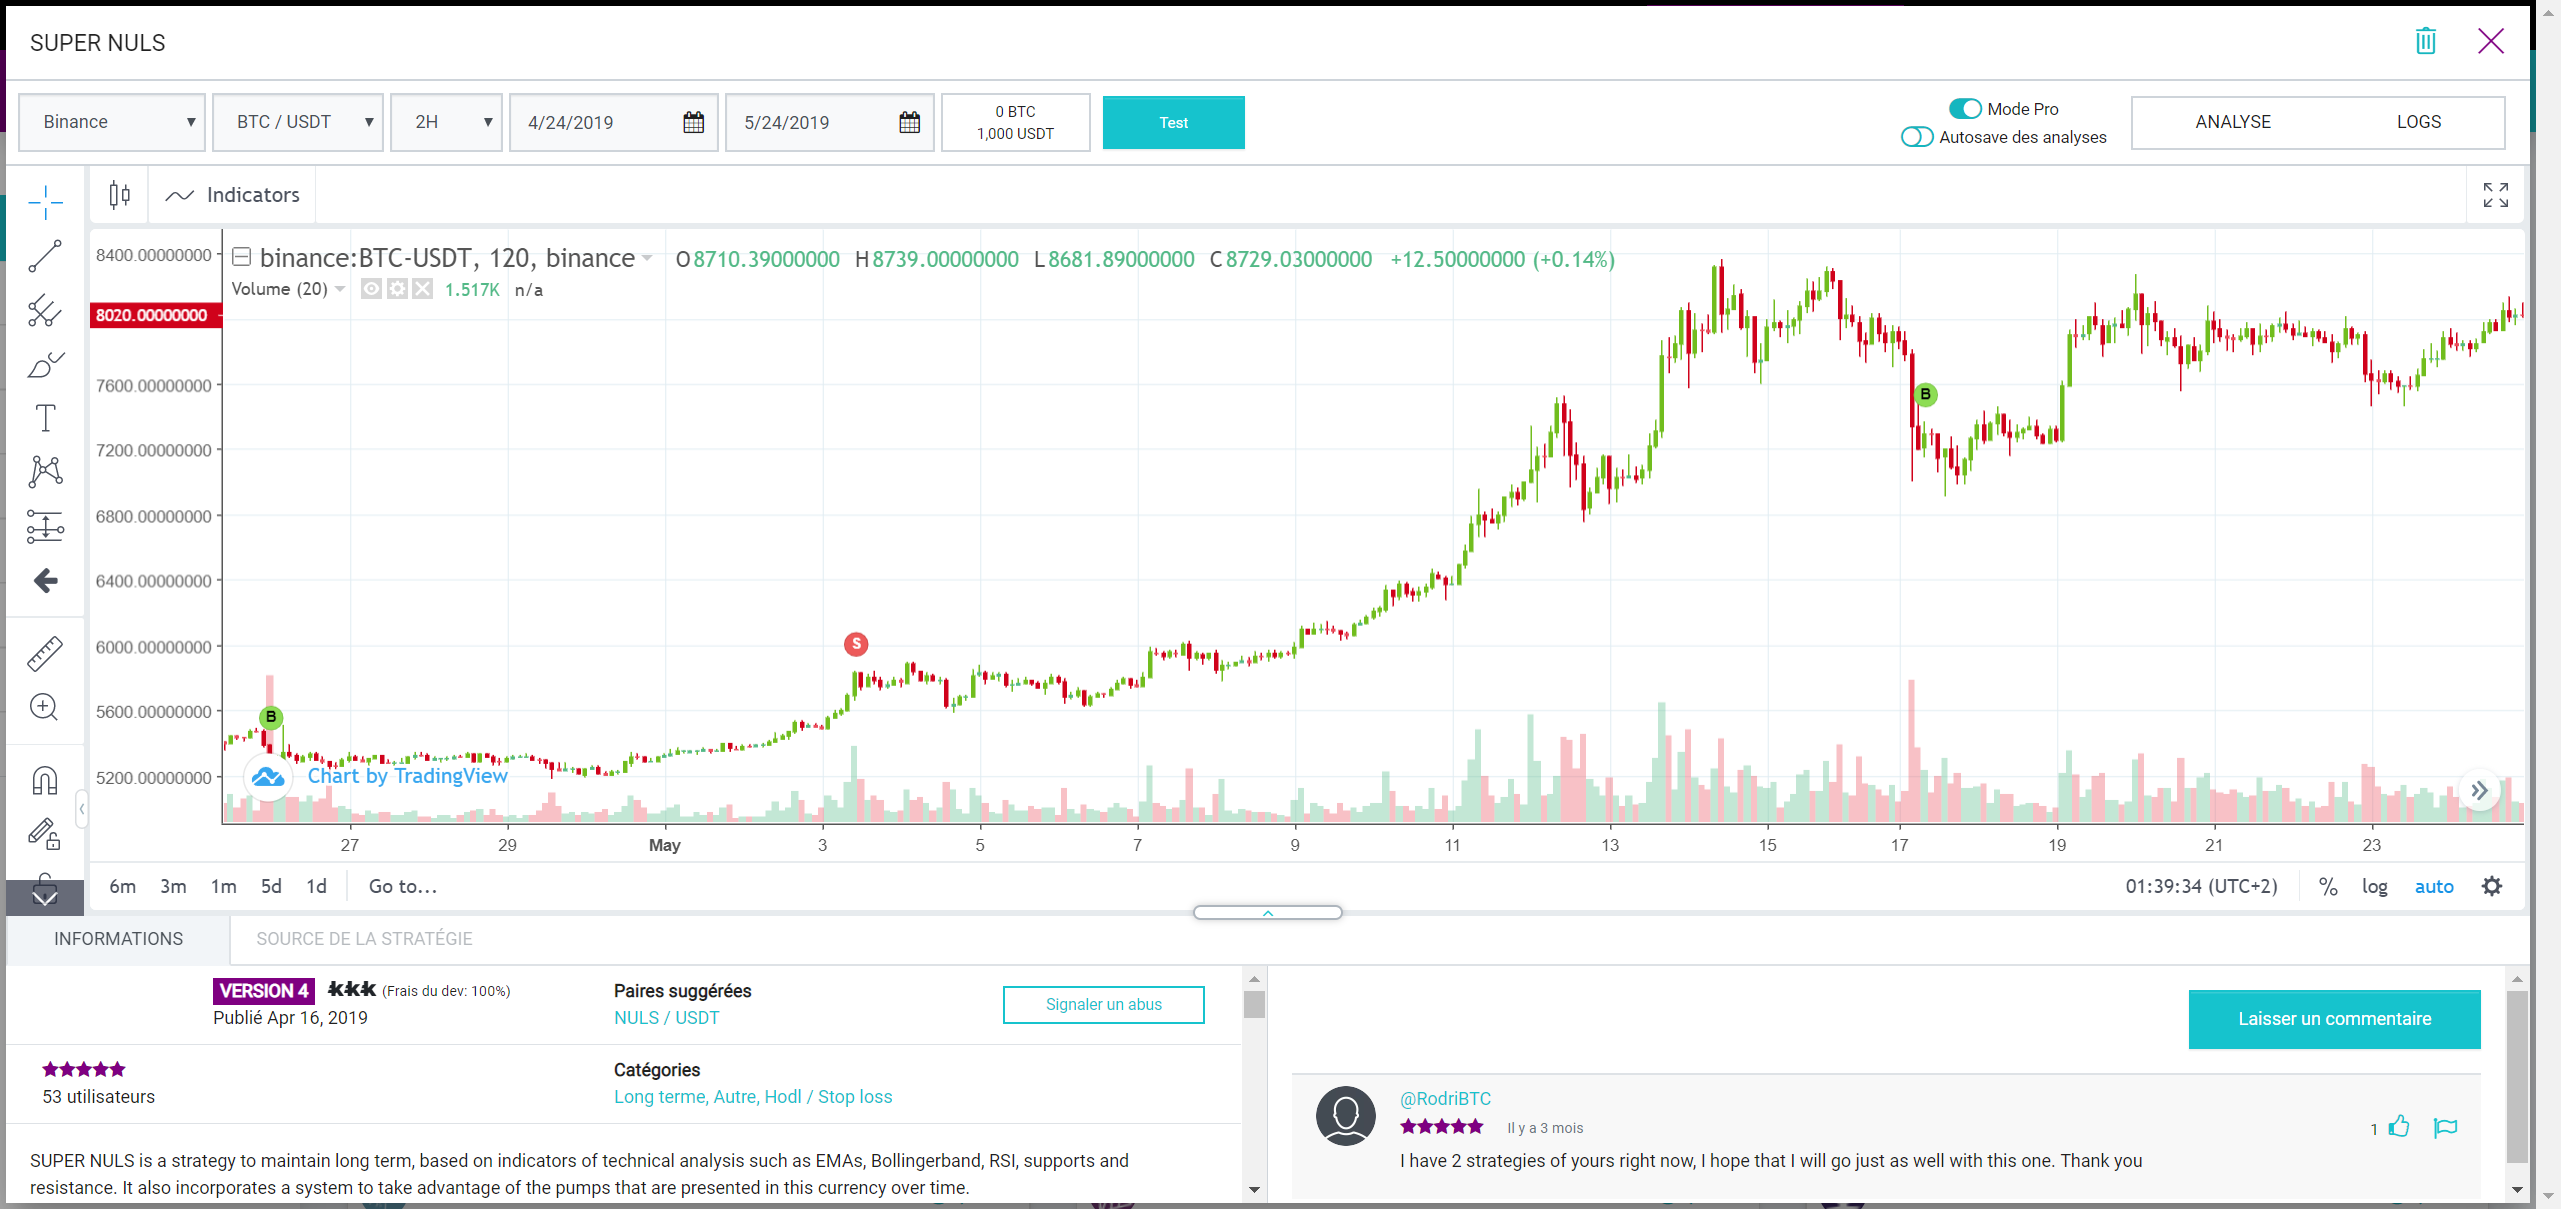 SUPER NULS
Binance
BTC / USDT
2H
4/24/2019
5/24/2019
0 BTC
1,000 USDT
Test
Mode Pro
Autosave des analyses
ANALYSE
LOGS
Indicators
binance:BTC-USDT, 120, binance O8710.39000000 H8739.00000000 L8681.89000000 C8729.03000000 +12.50000000 (+0.14%)
Volume (20) 1.517K n/a
8400.00000000
8020.00000000
7600.00000000
7200.00000000
6800.00000000
6400.00000000
6000.00000000
5600.00000000
5200.00000000
B
S
B
Chart by TradingView
27 29 May 3 5 7 9 11 13 15 17 19 21 23
6m 3m 1m 5d 1d Go to...
01:39:34 (UTC+2) % log auto
INFORMATIONS
SOURCE DE LA STRATÉGIE
VERSION 4 kkk (Frais du dev: 100%)
Publié Apr 16, 2019
Paires suggérées
NULS / USDT
Signaler un abus
53 utilisateurs
Catégories
Long terme, Autre, Hodl / Stop loss
SUPER NULS is a strategy to maintain long term, based on indicators of technical analysis such as EMAs, Bollingerband, RSI, supports and
resistance. It also incorporates a system to take advantage of the pumps that are presented in this currency over time.
Laisser un commentaire
@RodriBTC
Il y a 3 mois
1
I have 2 strategies of yours right now, I hope that I will go just as well with this one. Thank you